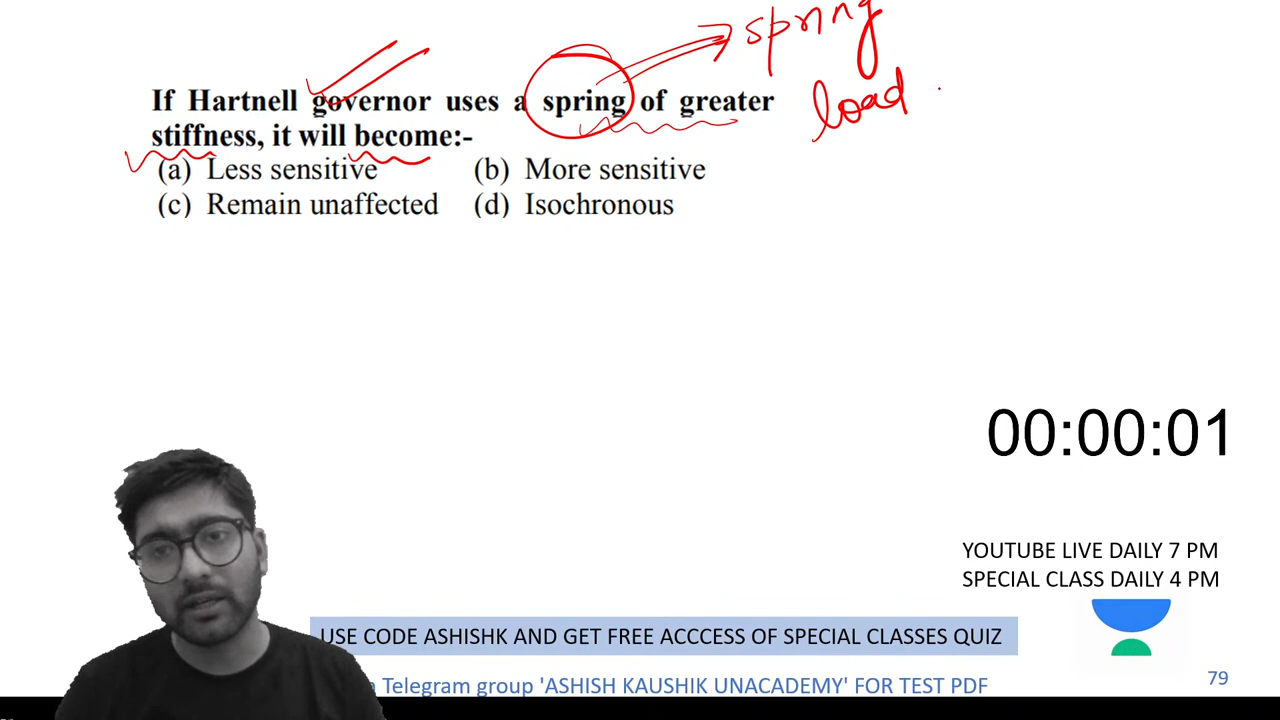 spring
load
If Hartnell governor uses a spring of greater
stiffness, it will become:-
(a) Less sensitive (b) More sensitive
(c) Remain unaffected (d) Isochronous
00:00:01
YOUTUBE LIVE DAILY 7 PM
SPECIAL CLASS DAILY 4 PM
USE CODE ASHISHK AND GET FREE ACCCESS OF SPECIAL CLASSES QUIZ
Telegram group 'ASHISH KAUSHIK UNACADEMY' FOR TEST PDF
79